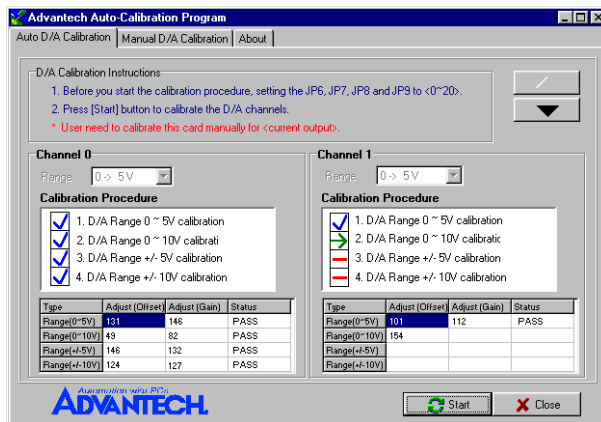 Advantech Auto-Calibration Program
Auto D/A Calibration Manual D/A Calibration About
D/A Calibration Instructions
1. Before you start the calibration procedure, setting the JP6, JP7, JP8 and JP9 to <0~20>.
2. Press [Start] button to calibrate the D/A channels.
* User need to calibrate this card manually for <current output>.
Channel 0
Range 0 -> 5 V
Calibration Procedure
1. D/A Range 0 ~ 5V calibration
2. D/A Range 0 ~ 10V calibrati
3. D/A Range +/- 5V calibration
4. D/A Range +/- 10V calibration
Type Adjust (Offset) Adjust (Gain) Status
Range(0~5V) 131 146 PASS
Range(0~10V) 49 82 PASS
Range(+/-5V) 146 132 PASS
Range(+/-10V) 124 127 PASS
Channel 1
Range 0 -> 5 V
Calibration Procedure
1. D/A Range 0 ~ 5V calibration
2. D/A Range 0 ~ 10V calibratic
3. D/A Range +/- 5V calibration
4. D/A Range +/- 10V calibration
Type Adjust (Offset) Adjust (Gain) Status
Range(0~5V) 101 112 PASS
Range(0~10V) 154
Range(+/-5V)
Range(+/-10V)
Automation with PCs
ADVANTECH.
Start Close